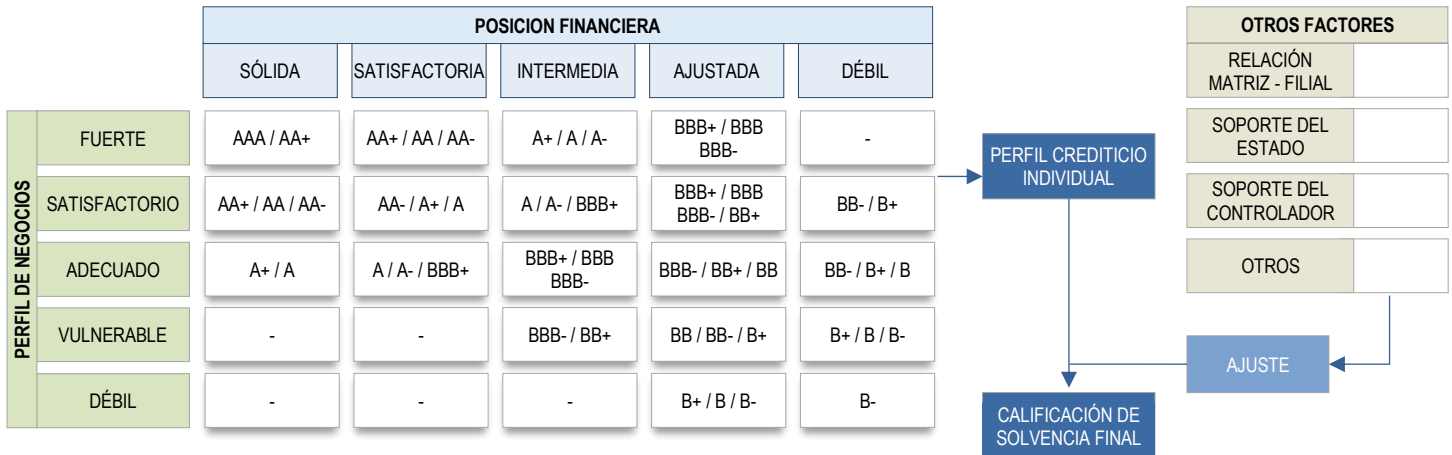 POSICION FINANCIERA
SÓLIDA
SATISFACTORIA
INTERMEDIA
AJUSTADA
DÉBIL
PERFIL DE NEGOCIOS
FUERTE
AAA / AA+
AA+ / AA / AA-
A+ / A / A-
BBB+ / BBB
BBB-
-
SATISFACTORIO
AA+ / AA / AA-
AA- / A+ / A
A / A- / BBB+
BBB+ / BBB
BBB- / BB+
BB- / B+
ADECUADO
A+ / A
A / A- / BBB+
BBB+ / BBB
BBB-
BBB- / BB+ / BB
BB- / B+ / B
VULNERABLE
-
-
BBB- / BB+
BB / BB- / B+
B+ / B / B-
DÉBIL
-
-
-
B+ / B / B-
B-
PERFIL CREDITICIO
INDIVIDUAL
CALIFICACIÓN DE
SOLVENCIA FINAL
OTROS FACTORES
RELACIÓN
MATRIZ - FILIAL
SOPORTE DEL
ESTADO
SOPORTE DEL
CONTROLADOR
OTROS
AJUSTE